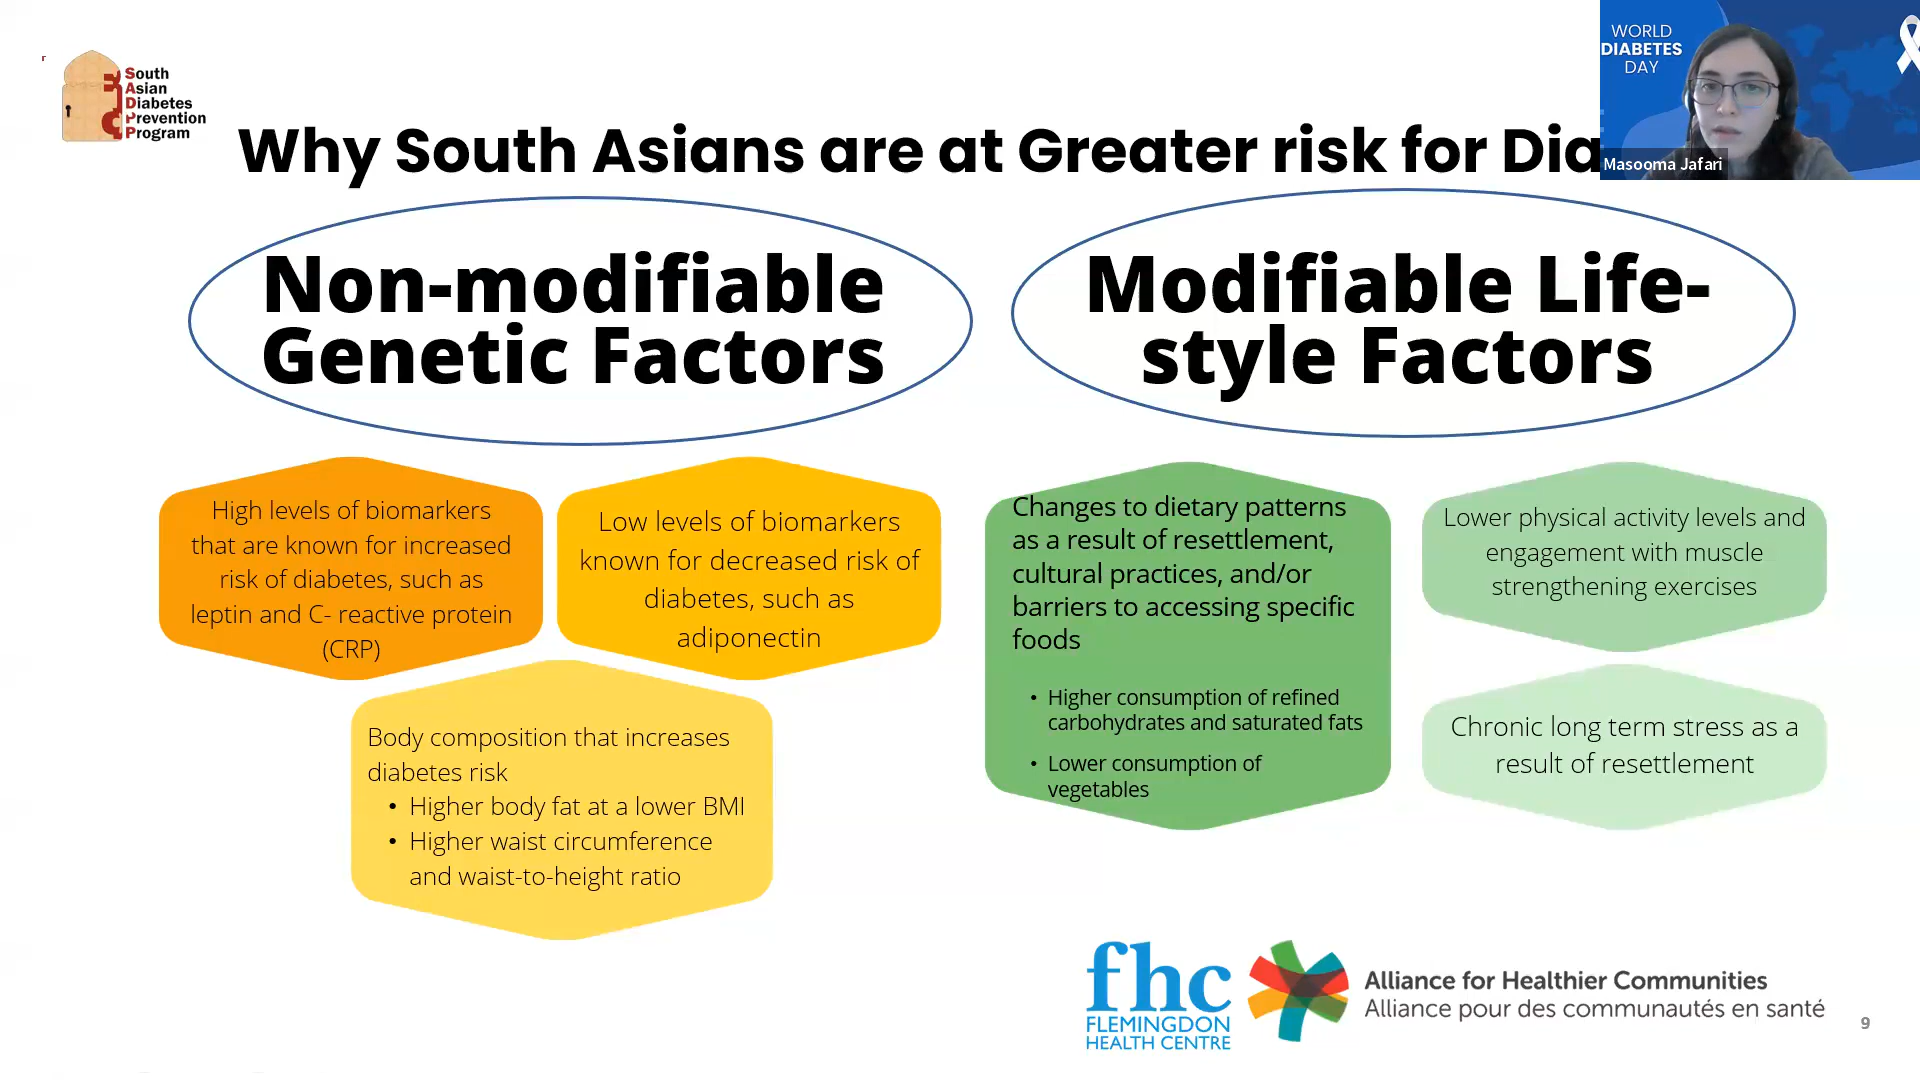 WORLD
DIABETES
DAY
Masooma Jafari
South
Asian
Diabetes
Prevention
Program
Why South Asians are at Greater risk for Dia
Non-modifiable
Genetic Factors
Modifiable Life-
style Factors
High levels of biomarkers
that are known for increased
risk of diabetes, such as
leptin and C- reactive protein
(CRP)
Low levels of biomarkers
known for decreased risk of
diabetes, such as
adiponectin
Body composition that increases
diabetes risk
• Higher body fat at a lower BMI
• Higher waist circumference
and waist-to-height ratio
Changes to dietary patterns
as a result of resettlement,
cultural practices, and/or
barriers to accessing specific
foods
• Higher consumption of refined
carbohydrates and saturated fats
• Lower consumption of
vegetables
Lower physical activity levels and
engagement with muscle
strengthening exercises
Chronic long term stress as a
result of resettlement
fhc
FLEMINGDON
HEALTH CENTRE
Alliance for Healthier Communities
Alliance pour des communautés en santé
9